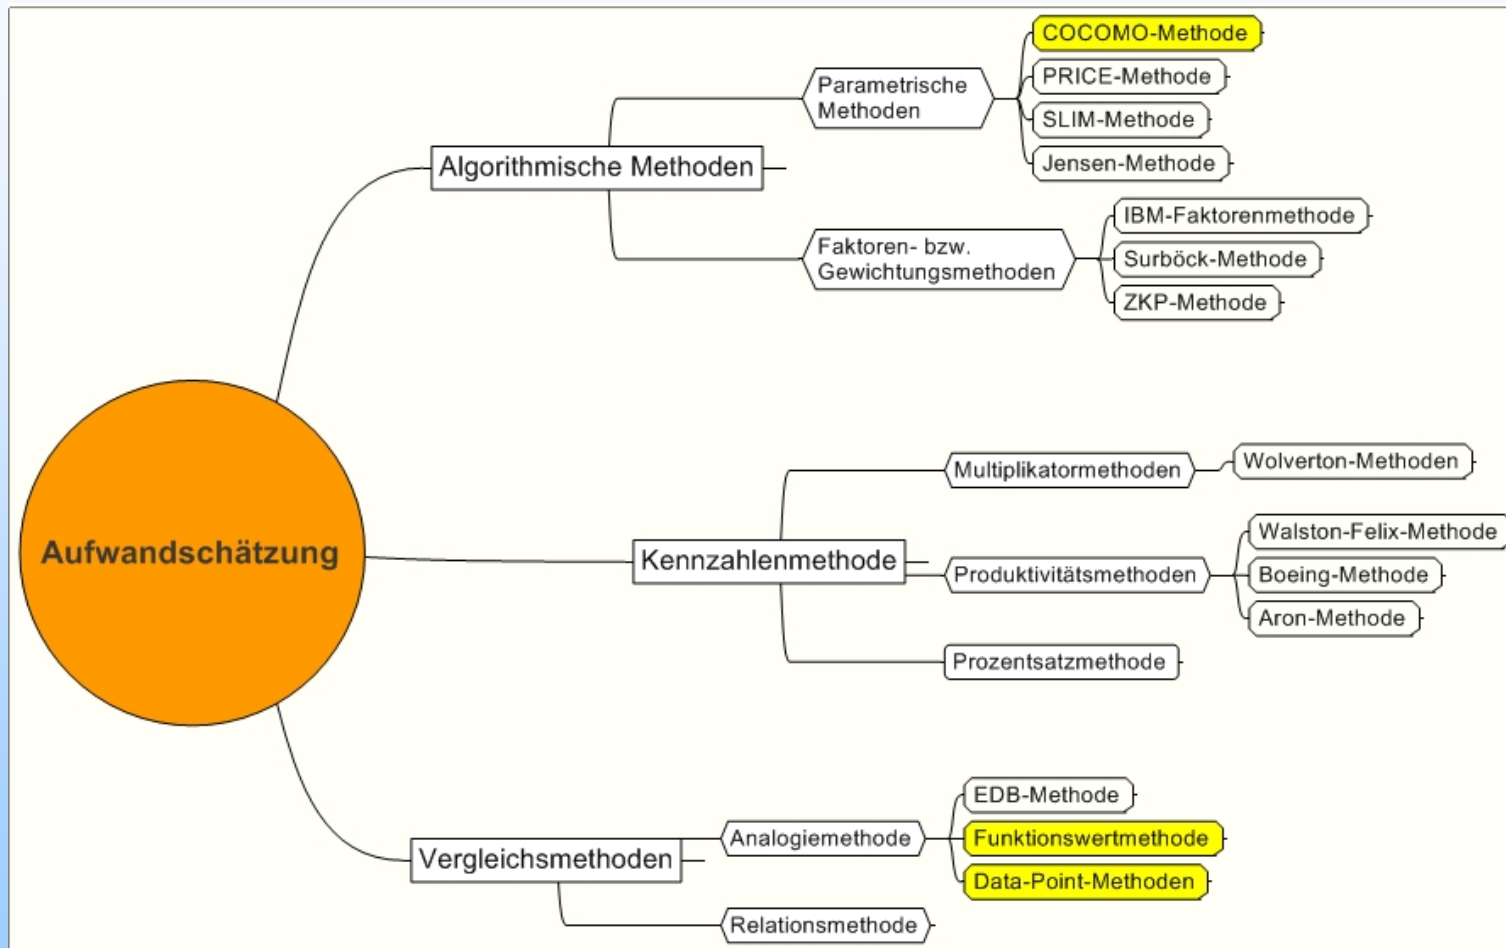 Aufwandschätzung
Algorithmische Methoden
Parametrische
Methoden
COCOMO-Methode
PRICE-Methode
SLIM-Methode
Jensen-Methode
Faktoren- bzw.
Gewichtungsmethoden
IBM-Faktorenmethode
Surböck-Methode
ZKP-Methode
Kennzahlenmethode
Multiplikatormethoden
Wolverton-Methoden
Produktivitätsmethoden
Walston-Felix-Methode
Boeing-Methode
Aron-Methode
Prozentsatzmethode
Vergleichsmethoden
Analogiemethode
EDB-Methode
Funktionswertmethode
Data-Point-Methoden
Relationsmethode